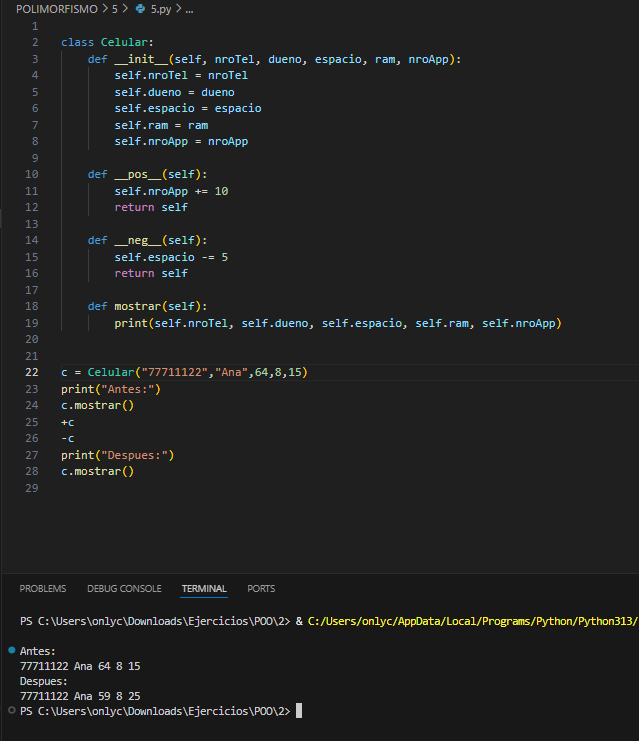 POLIMORFISMO > 5 > 5.py > ...
1
2 class Celular:
3     def __init__(self, nroTel, dueno, espacio, ram, nroApp):
4         self.nroTel = nroTel
5         self.dueno = dueno
6         self.espacio = espacio
7         self.ram = ram
8         self.nroApp = nroApp
9
10     def __pos__(self):
11         self.nroApp += 10
12         return self
13
14     def __neg__(self):
15         self.espacio -= 5
16         return self
17
18     def mostrar(self):
19         print(self.nroTel, self.dueno, self.espacio, self.ram, self.nroApp)
20
21
22 c = Celular("77711122","Ana",64,8,15)
23 print("Antes:")
24 c.mostrar()
25 +c
26 -c
27 print("Despues:")
28 c.mostrar()
29
PROBLEMS DEBUG CONSOLE TERMINAL PORTS
PS C:\Users\onlyc\Downloads\Ejercicios\POO\2> & C:/Users/onlyc/AppData/Local/Programs/Python/Python313/
Antes:
77711122 Ana 64 8 15
Despues:
77711122 Ana 59 8 25
PS C:\Users\onlyc\Downloads\Ejercicios\POO\2>